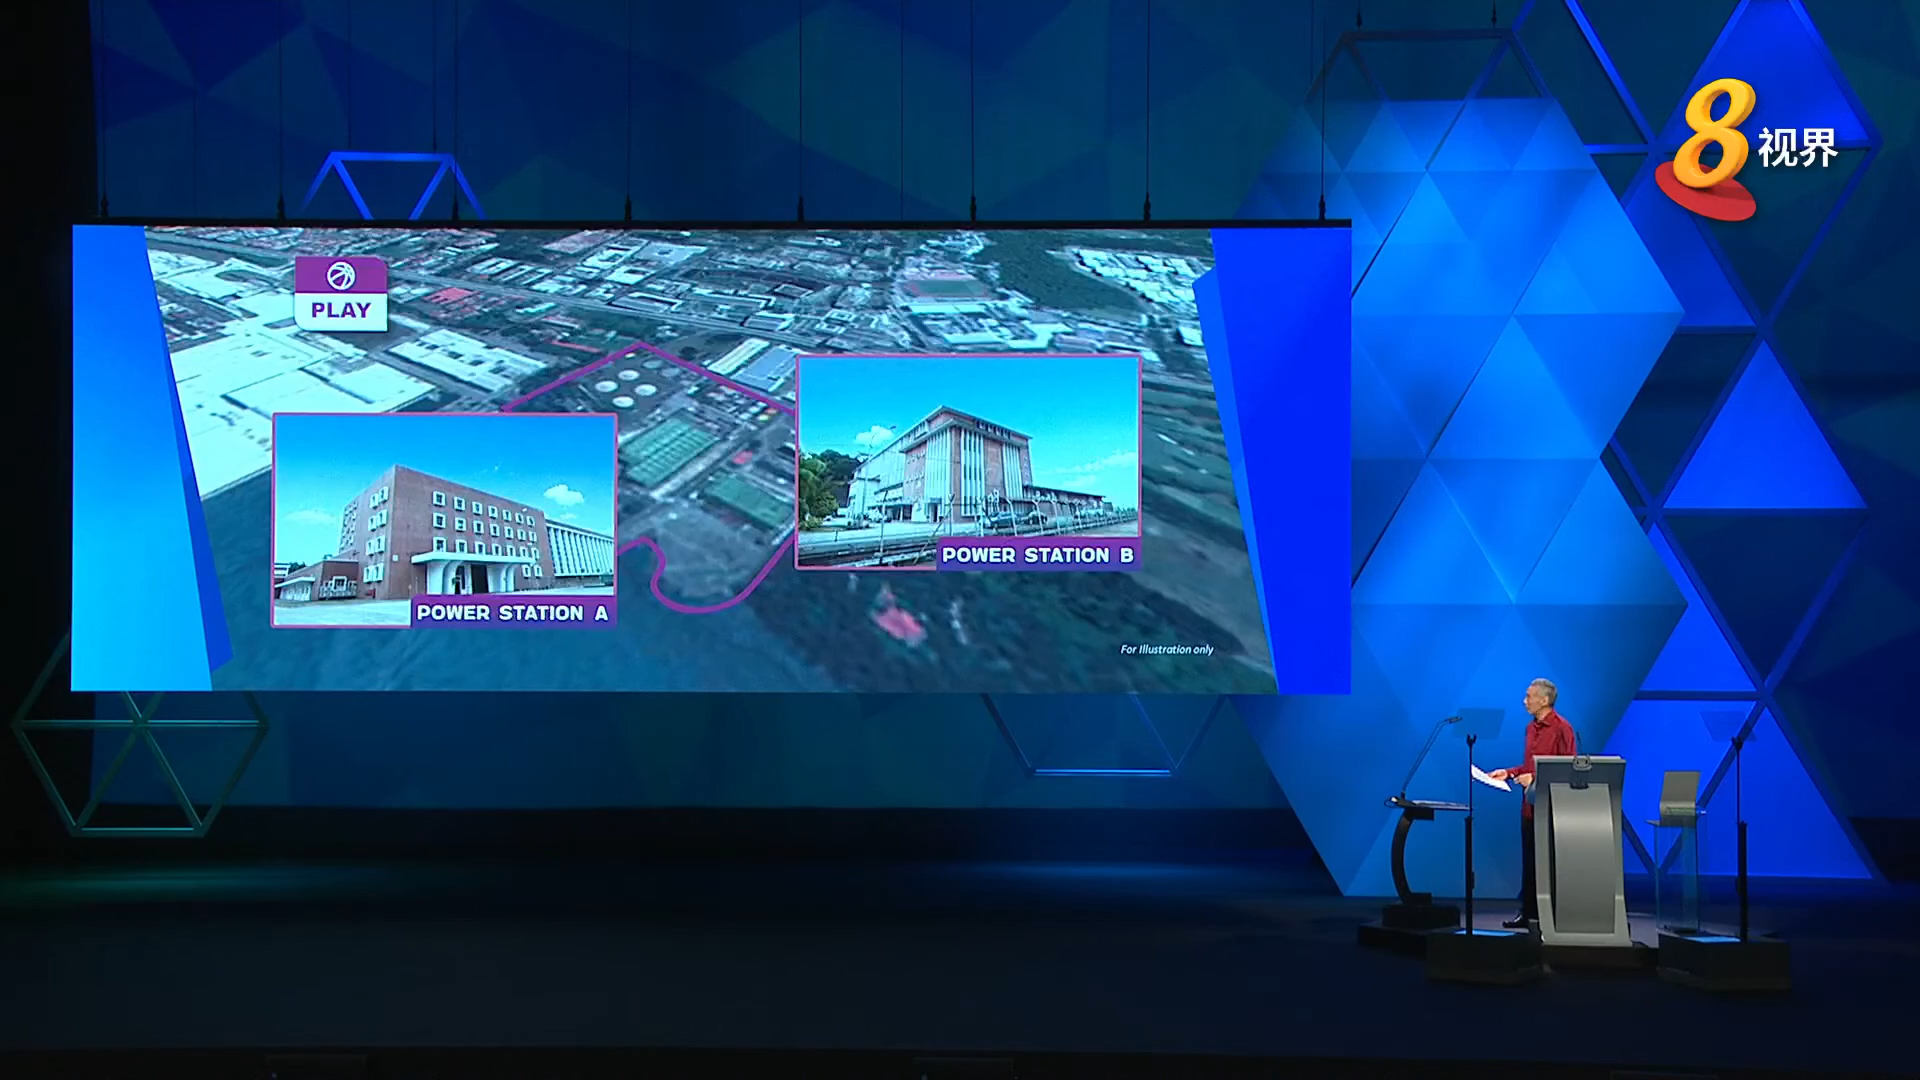 8视界
PLAY
POWER STATION B
POWER STATION A
For Illustration only